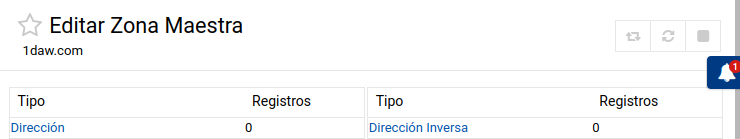 Editar Zona Maestra
1daw.com
1
Tipo Registros Tipo Registros
Dirección 0 Dirección Inversa 0